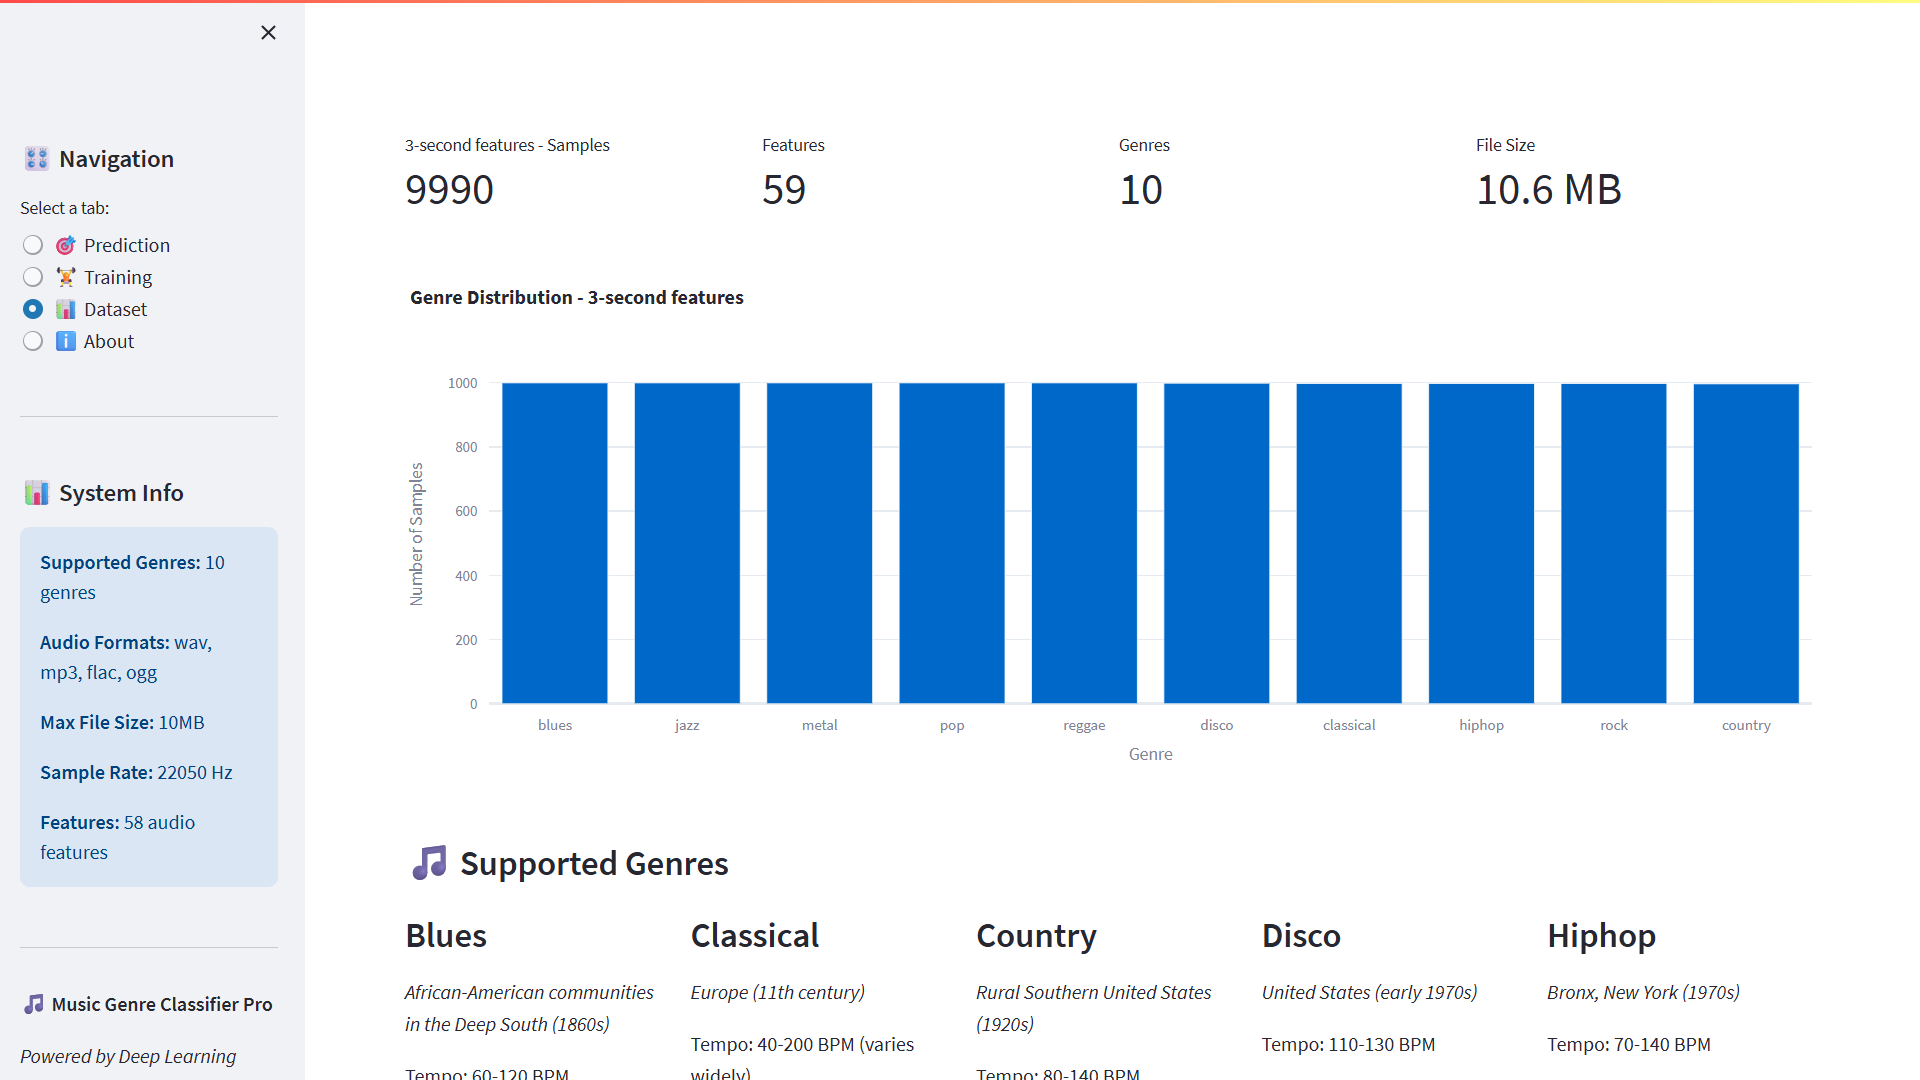 Navigation
Select a tab:
Prediction
Training
Dataset
About
System Info
Supported Genres: 10
genres
Audio Formats: wav,
mp3, flac, ogg
Max File Size: 10MB
Sample Rate: 22050 Hz
Features: 58 audio
features
Music Genre Classifier Pro
Powered by Deep Learning
3-second features - Samples
9990
Features
59
Genres
10
File Size
10.6 MB
Genre Distribution - 3-second features
Number of Samples
1000
800
600
400
200
0
blues
jazz
metal
pop
reggae
disco
classical
hiphop
rock
country
Genre
Supported Genres
Blues
African-American communities
in the Deep South (1860s)
Tempo: 60-120 BPM
Classical
Europe (11th century)
Tempo: 40-200 BPM (varies
widely)
Country
Rural Southern United States
(1920s)
Tempo: 80-140 BPM
Disco
United States (early 1970s)
Tempo: 110-130 BPM
Hiphop
Bronx, New York (1970s)
Tempo: 70-140 BPM